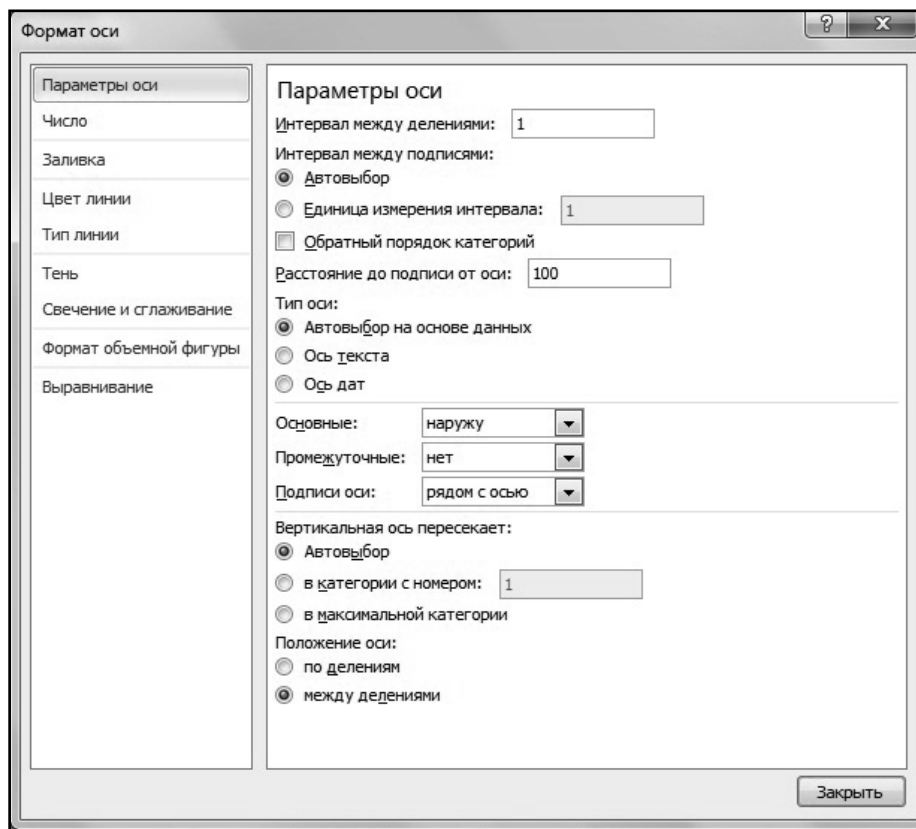 Формат оси
?
Параметры оси
Число
Заливка
Цвет линии
Тип линии
Тень
Свечение и сглаживание
Формат объемной фигуры
Выравнивание
Параметры оси
Интервал между делениями: 1
Интервал между подписями:
Автовыбор
Единица измерения интервала: 1
Обратный порядок категорий
Расстояние до подписи от оси: 100
Тип оси:
Автовыбор на основе данных
Ось текста
Ось дат
Основные: наружу
Промежуточные: нет
Подписи оси: рядом с осью
Вертикальная ось пересекает:
Автовыбор
в категории с номером: 1
в максимальной категории
Положение оси:
по делениям
между делениями
Закрыть